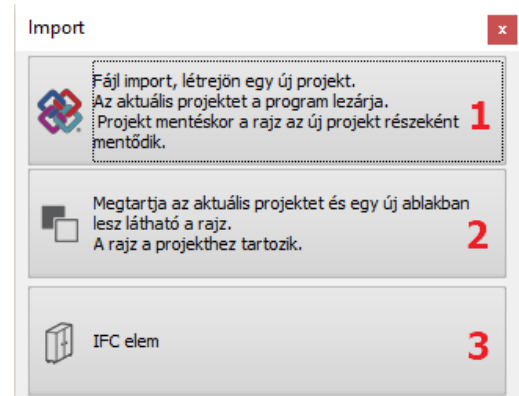 Import
x
Fájl import, létrejön egy új projekt.
Az aktuális projektet a program lezárja.
Projekt mentéskor a rajz az új projekt részeként
mentődik.
1
Megtartja az aktuális projektet és egy új ablakban
lesz látható a rajz.
A rajz a projekthez tartozik.
2
IFC elem
3